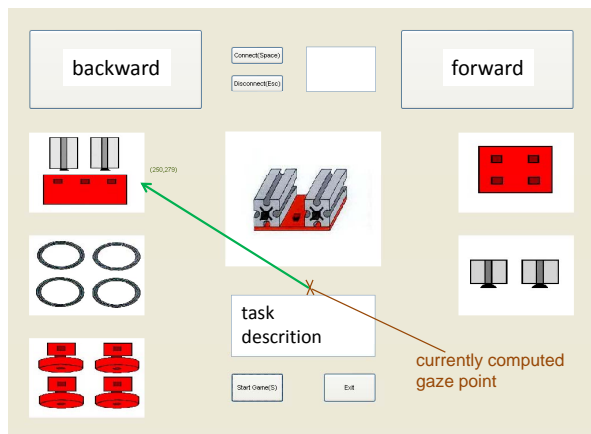 backward
Connect(Space)
Disconnect(Esc)
forward
(250,279)
X
task
descrition
currently computed
gaze point
Start Game(S)
Exit